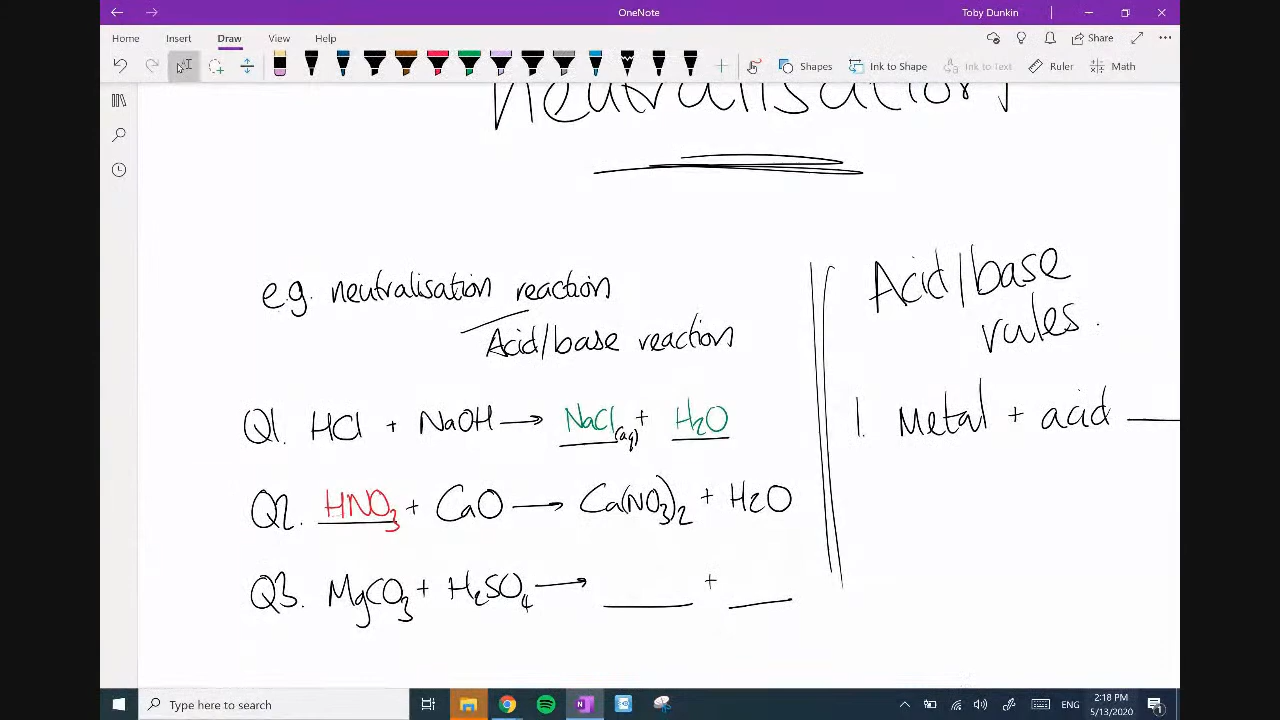 OneNote
Toby Dunkin
Home Insert Draw View Help
Share
Shapes Ink to Shape Ink to Text Ruler Math
Neutralisation
e.g. neutralisation reaction
Acid/base reaction
Q1. HCl + NaOH → NaCl(aq) + H₂O
Q2. HNO₃ + CaO → Ca(NO₃)₂ + H₂O
Q3. MgCO₃ + H₂SO₄ → ____ + ____
Acid/base
rules.
1. Metal + acid —
Type here to search
ENG
2:18 PM
5/13/2020
1